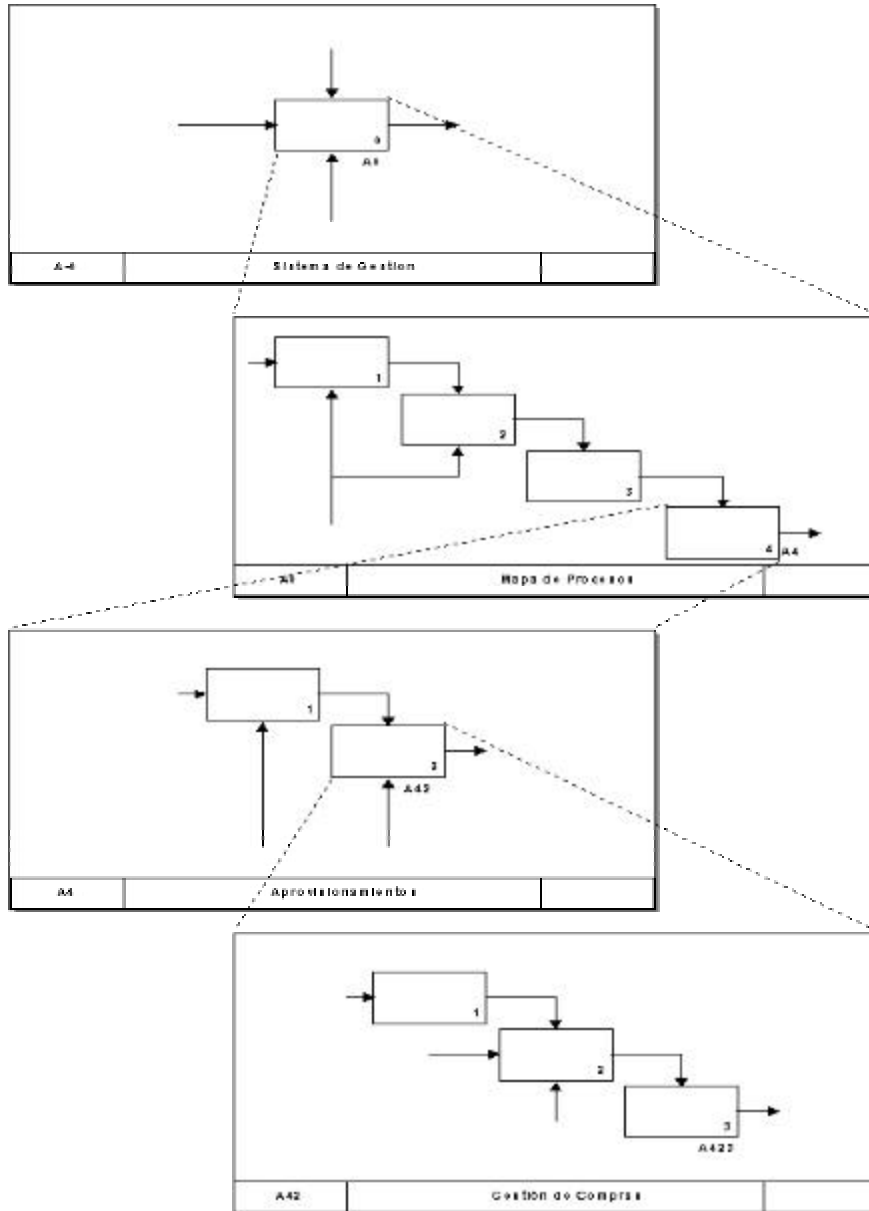 0
A0
A-0
Sistema de Gestion
1
2
3
4
A4
A0
Mapa de Procesos
1
2
A42
A4
Aprovisionamientos
1
2
3
A423
A42
Gestión de Compras